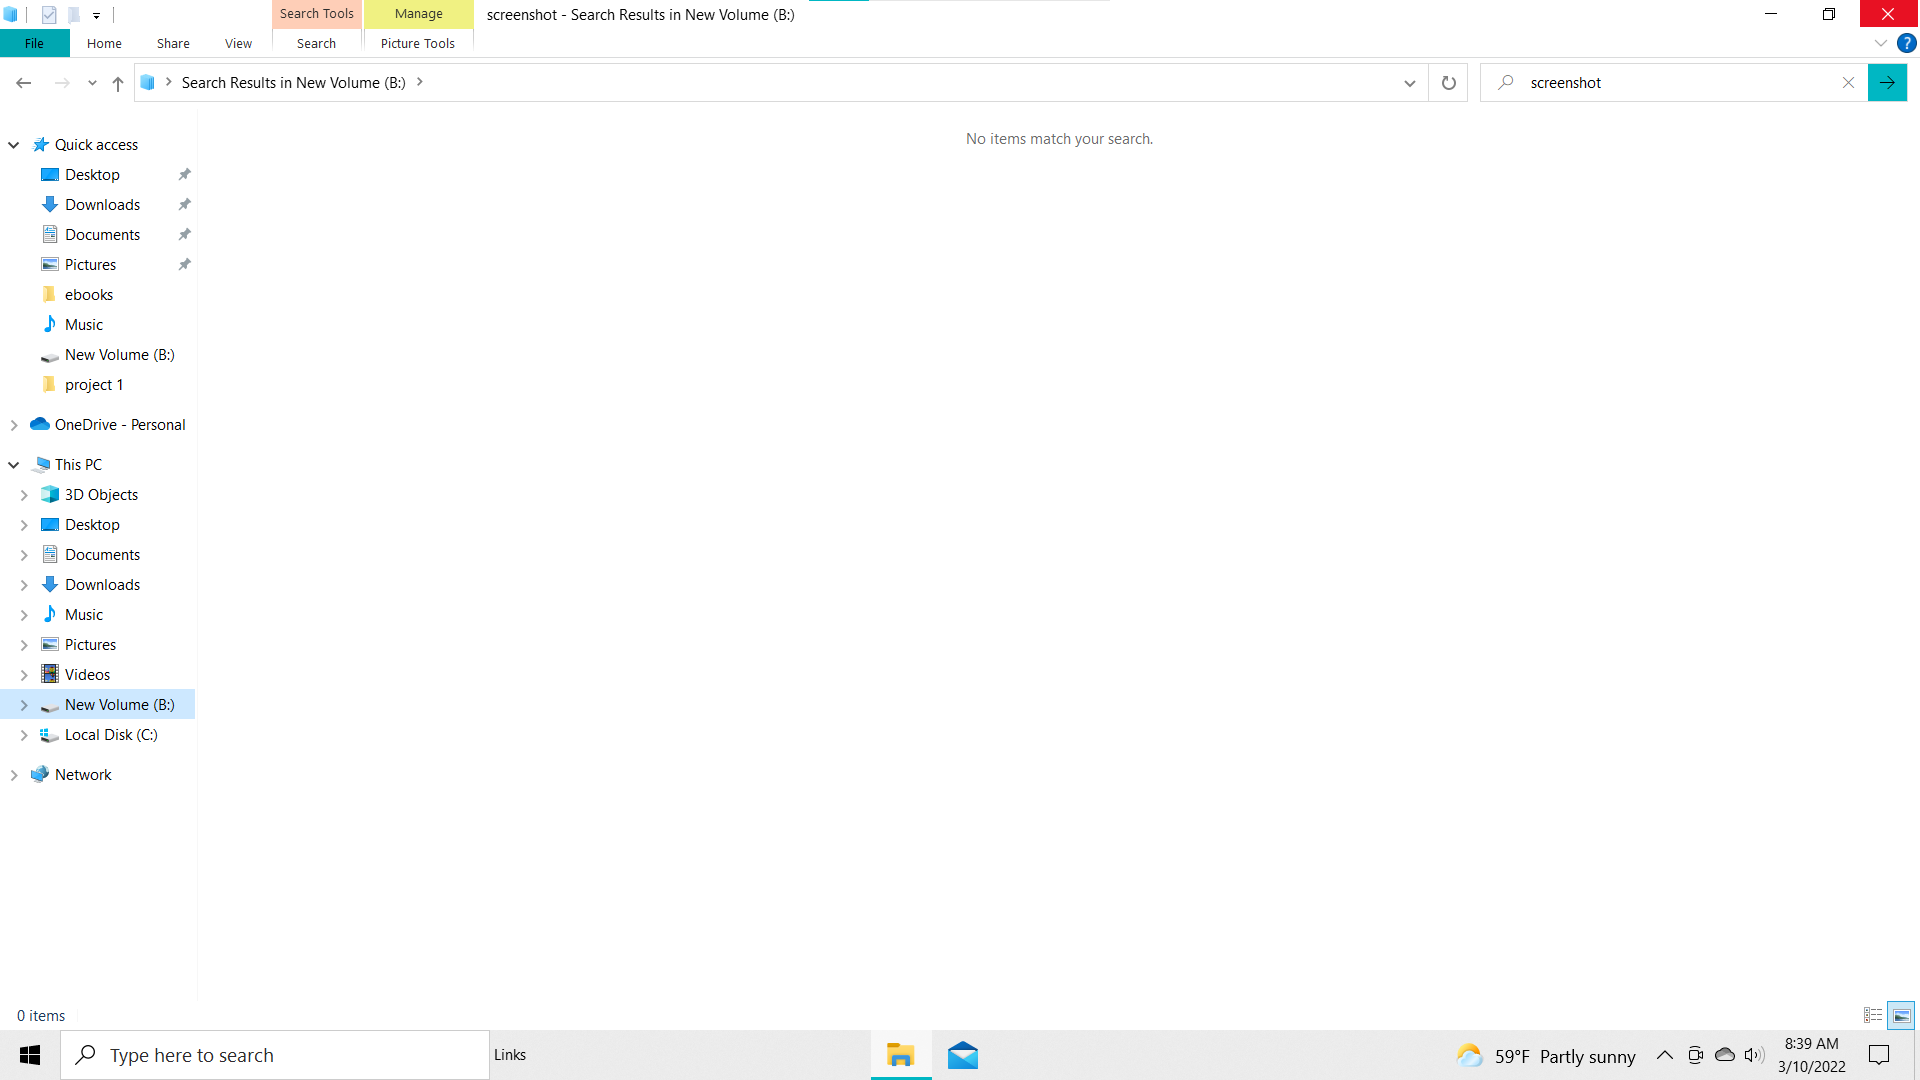 Search Tools
Manage
screenshot - Search Results in New Volume (B:)
File
Home
Share
View
Search
Picture Tools
?
Search Results in New Volume (B:)
screenshot
No items match your search.
Quick access
Desktop
Downloads
Documents
Pictures
ebooks
Music
New Volume (B:)
project 1
OneDrive - Personal
This PC
3D Objects
Desktop
Documents
Downloads
Music
Pictures
Videos
New Volume (B:)
Local Disk (C:)
Network
0 items
Type here to search
Links
59°F Partly sunny
8:39 AM
3/10/2022